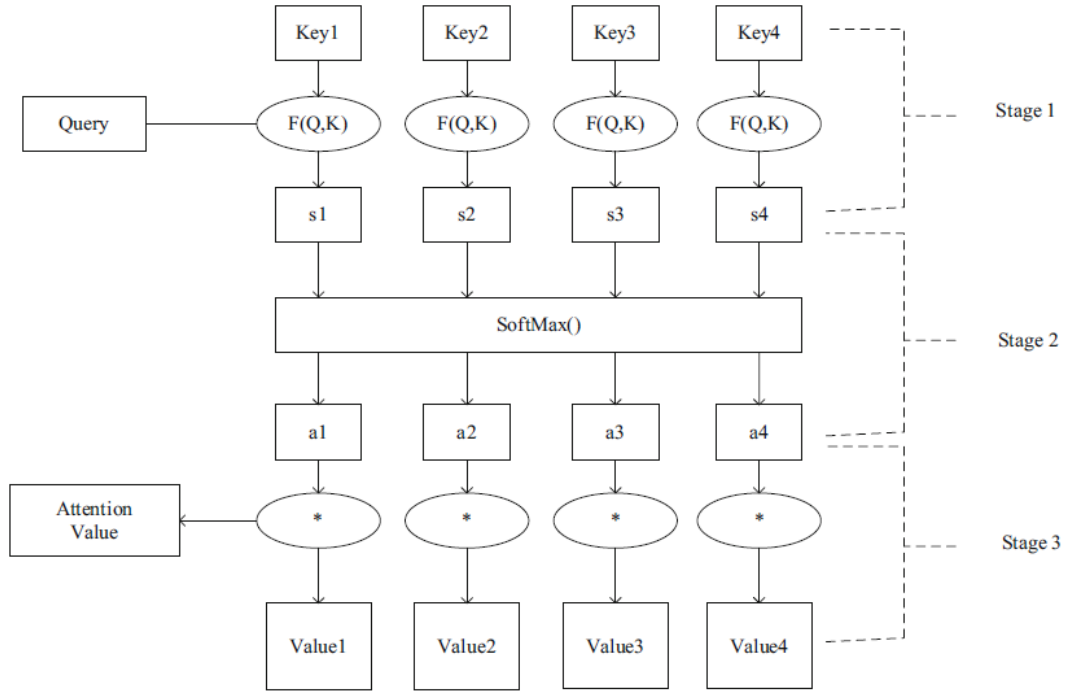 Key1 Key2 Key3 Key4
Stage 1
Query F(Q,K) F(Q,K) F(Q,K) F(Q,K)
s1 s2 s3 s4
SoftMax()
Stage 2
a1 a2 a3 a4
Attention
Value
* * * *
Stage 3
Value1 Value2 Value3 Value4